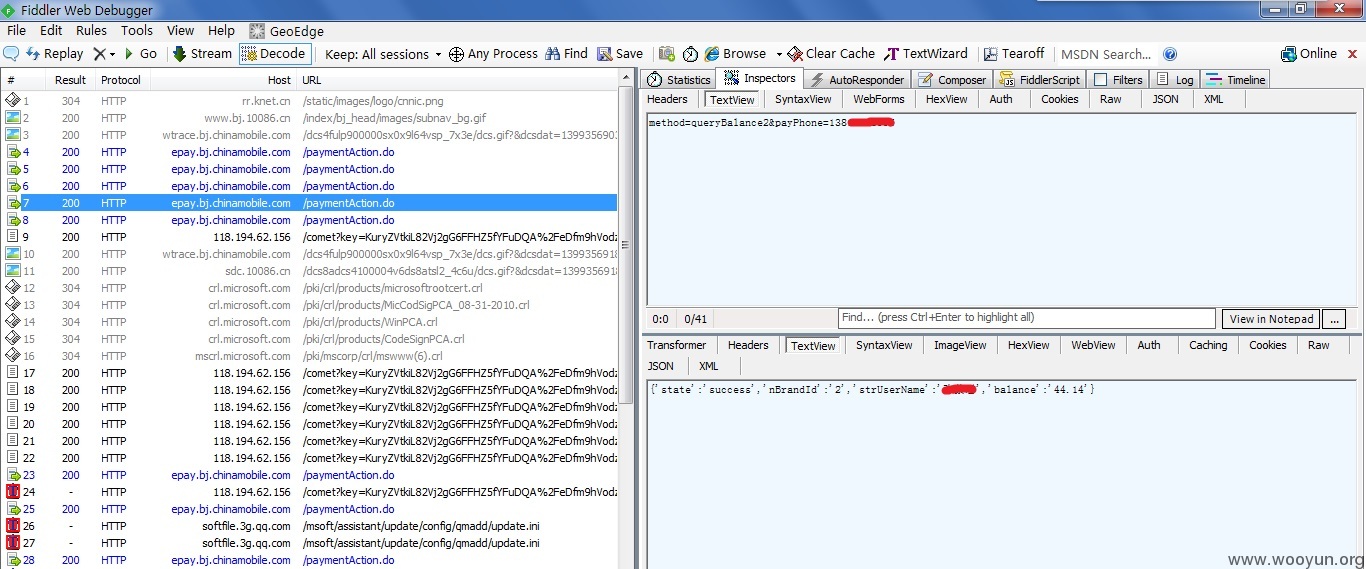 Fiddler Web Debugger
File Edit Rules Tools View Help GeoEdge
Replay Go Stream Decode Keep: All sessions Any Process Find Save Browse Clear Cache TextWizard Tearoff MSDN Search... Online
# Result Protocol Host URL
1 304 HTTP rr.knet.cn /static/images/logo/cnnic.png
2 200 HTTP www.bj.10086.cn /index/bj_head/images/subnav_bg.gif
3 200 HTTP wtrace.bj.chinamobile.com /dcs4fulp900000sx0x9l64vsp_7x3e/dcs.gif?&dcsdat=1399356903
4 200 HTTP epay.bj.chinamobile.com /paymentAction.do
5 200 HTTP epay.bj.chinamobile.com /paymentAction.do
6 200 HTTP epay.bj.chinamobile.com /paymentAction.do
7 200 HTTP epay.bj.chinamobile.com /paymentAction.do
8 200 HTTP epay.bj.chinamobile.com /paymentAction.do
9 200 HTTP 118.194.62.156 /comet?key=KuryZVtkiL82Vj2gG6FFHZ5fYFuDQA%2FeDfm9hVodz
10 200 HTTP wtrace.bj.chinamobile.com /dcs4fulp900000sx0x9l64vsp_7x3e/dcs.gif?&dcsdat=1399356918
11 200 HTTP sdc.10086.cn /dcs8adcs4100004v6ds8atsl2_4c6u/dcs.gif?&dcsdat=139935691
12 304 HTTP crl.microsoft.com /pki/crl/products/microsoftrootcert.crl
13 304 HTTP crl.microsoft.com /pki/crl/products/MicCodSigPCA_08-31-2010.crl
14 304 HTTP crl.microsoft.com /pki/crl/products/WinPCA.crl
15 304 HTTP crl.microsoft.com /pki/crl/products/CodeSignPCA.crl
16 304 HTTP mscrl.microsoft.com /pki/mscorp/crl/mswww(6).crl
17 200 HTTP 118.194.62.156 /comet?key=KuryZVtkiL82Vj2gG6FFHZ5fYFuDQA%2FeDfm9hVodz
18 200 HTTP 118.194.62.156 /comet?key=KuryZVtkiL82Vj2gG6FFHZ5fYFuDQA%2FeDfm9hVodz
19 200 HTTP 118.194.62.156 /comet?key=KuryZVtkiL82Vj2gG6FFHZ5fYFuDQA%2FeDfm9hVodz
20 200 HTTP 118.194.62.156 /comet?key=KuryZVtkiL82Vj2gG6FFHZ5fYFuDQA%2FeDfm9hVodz
21 200 HTTP 118.194.62.156 /comet?key=KuryZVtkiL82Vj2gG6FFHZ5fYFuDQA%2FeDfm9hVodz
22 200 HTTP 118.194.62.156 /comet?key=KuryZVtkiL82Vj2gG6FFHZ5fYFuDQA%2FeDfm9hVodz
23 200 HTTP epay.bj.chinamobile.com /paymentAction.do
24 - HTTP 118.194.62.156 /comet?key=KuryZVtkiL82Vj2gG6FFHZ5fYFuDQA%2FeDfm9hVodz
25 200 HTTP epay.bj.chinamobile.com /paymentAction.do
26 - HTTP softfile.3g.qq.com /msoft/assistant/update/config/qmadd/update.ini
27 - HTTP softfile.3g.qq.com /msoft/assistant/update/config/qmadd/update.ini
28 200 HTTP epay.bj.chinamobile.com /paymentAction.do
Statistics Inspectors AutoResponder Composer FiddlerScript Filters Log Timeline
Headers TextView SyntaxView WebForms HexView Auth Cookies Raw JSON XML
method=queryBalance2&payPhone=138
0:0 0/41 Find... (press Ctrl+Enter to highlight all) View in Notepad ...
Transformer Headers TextView SyntaxView ImageView HexView WebView Auth Caching Cookies Raw
JSON XML
{'state':'success','nBrandId':'2','strUserName':'','balance':'44.14'}
www.wooyun.org